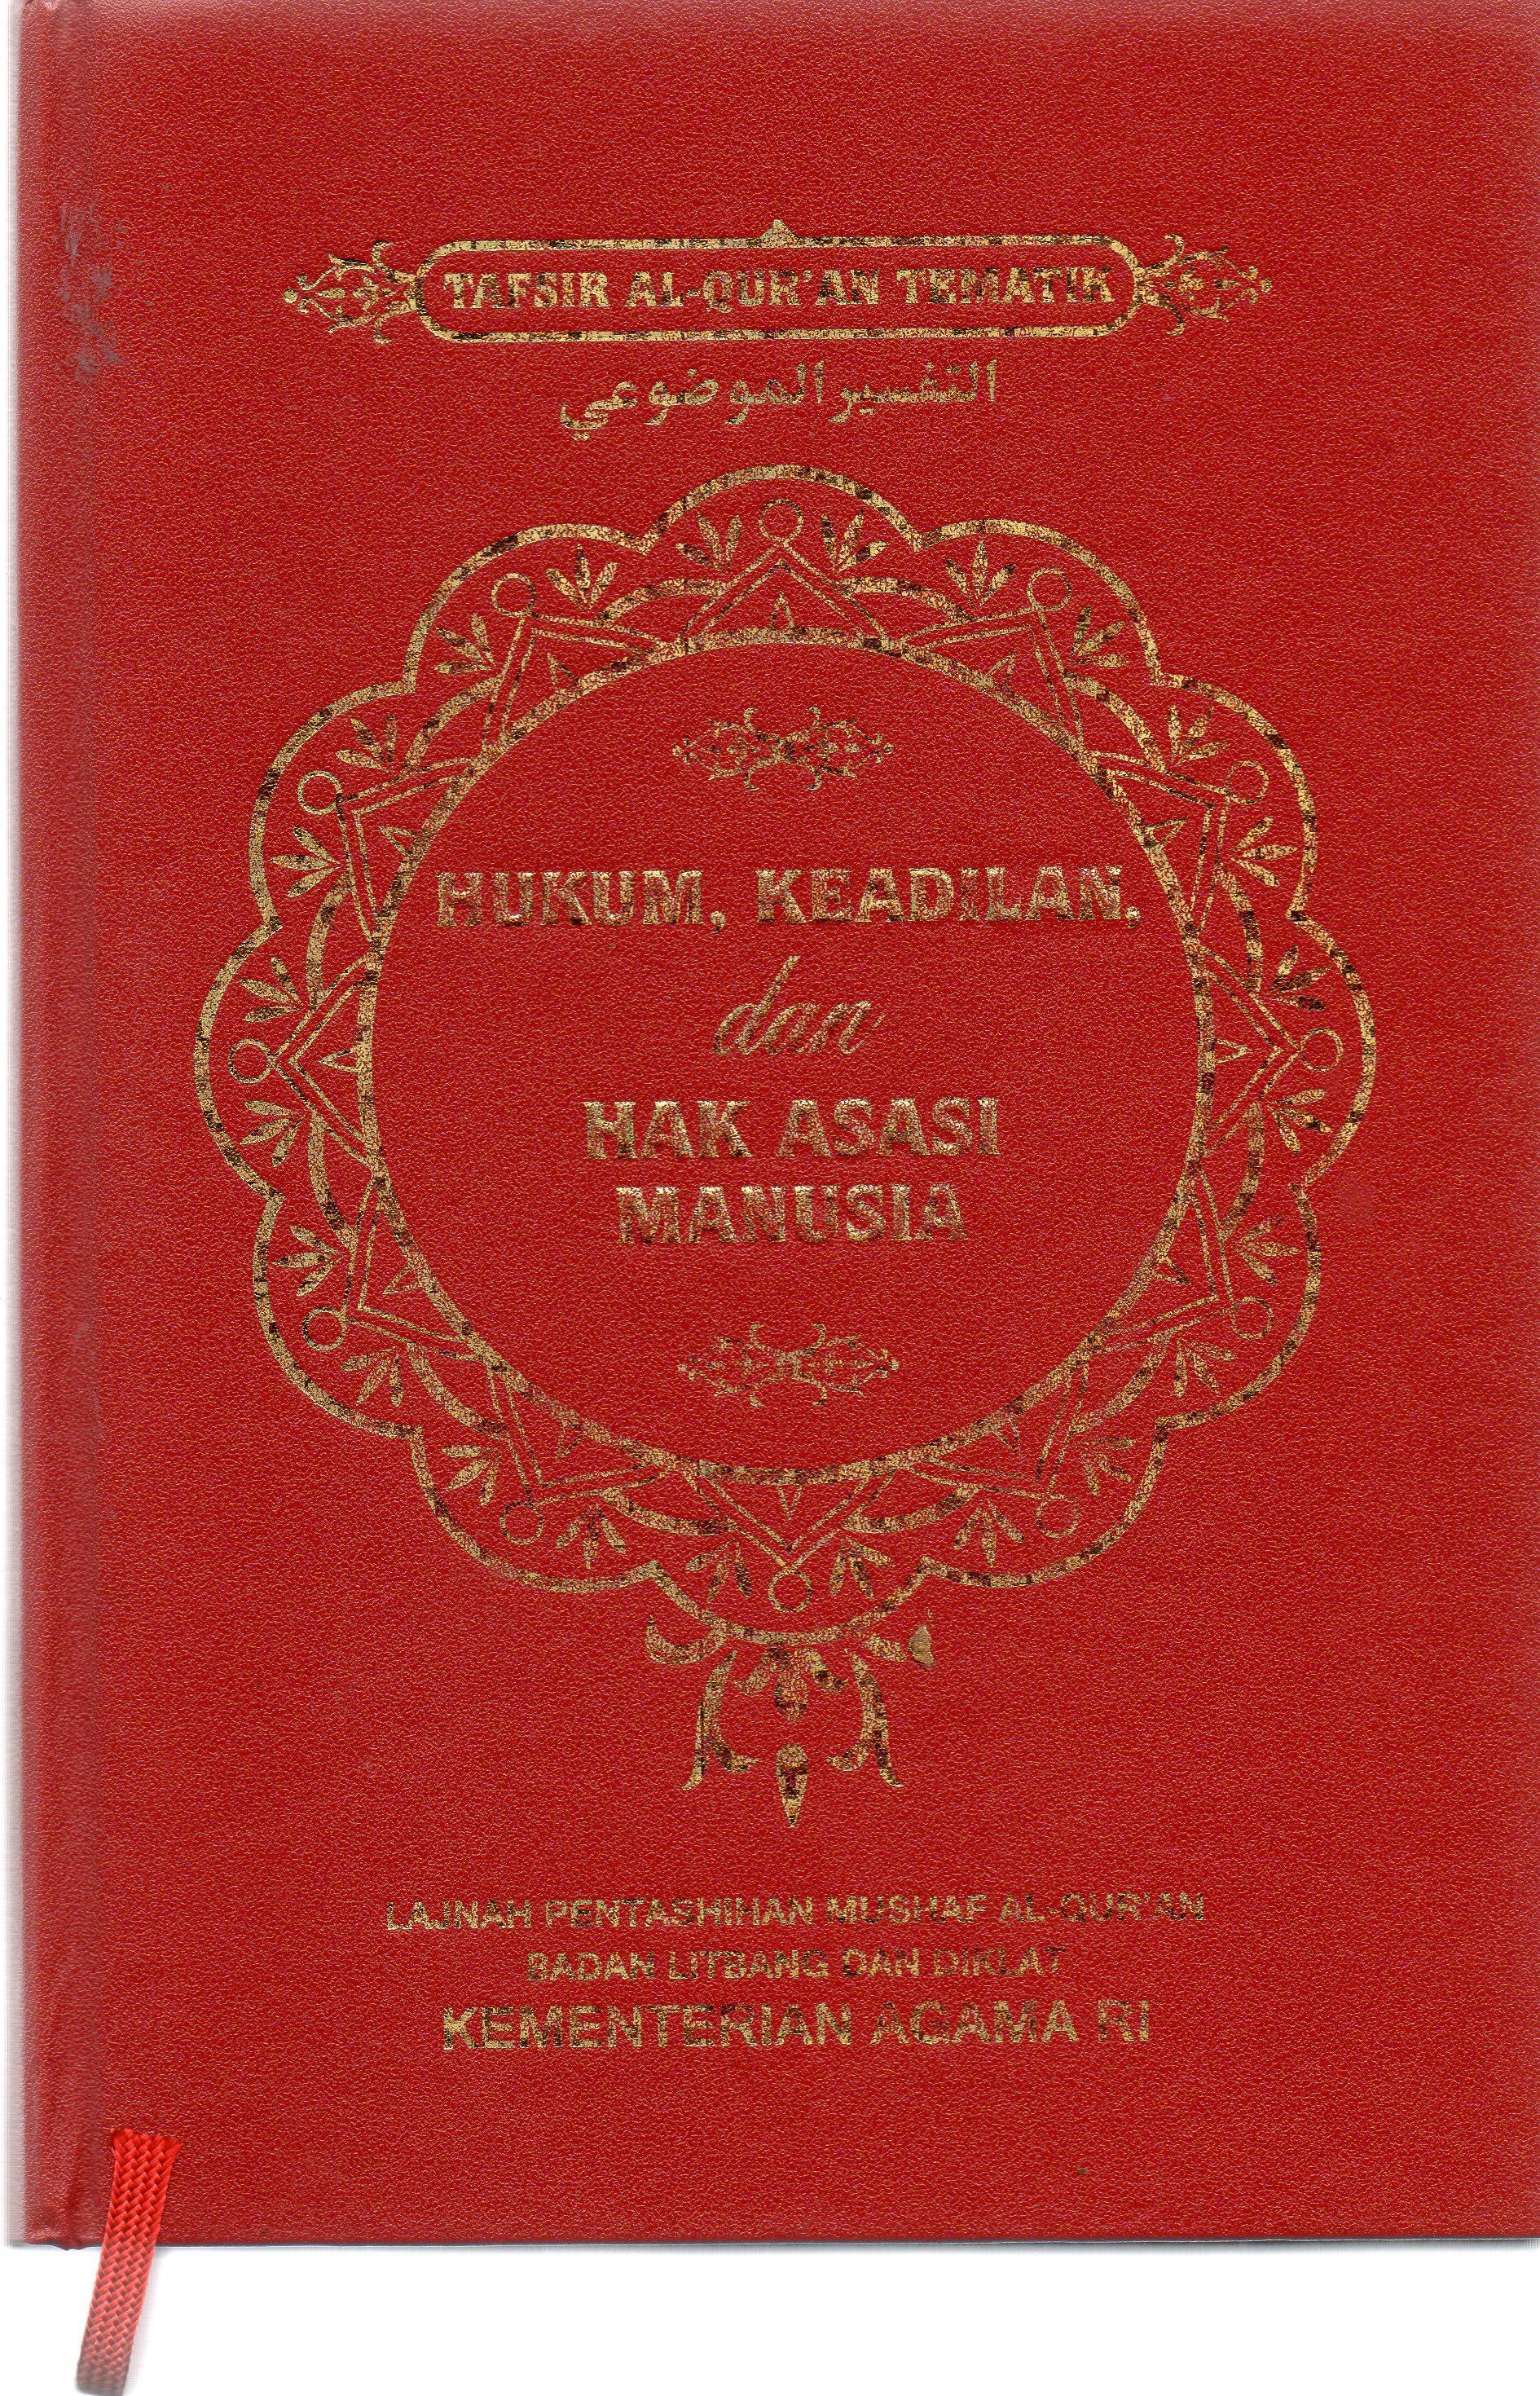 TAFSIR AL-QUR'AN TEMATIK
التفسير الموضوعي
HUKUM, KEADILAN,
dan
HAK ASASI
MANUSIA
LAJNAH PENTASHIHAN MUSHAF AL-QUR'AN
BADAN LITBANG DAN DIKLAT
KEMENTERIAN AGAMA RI